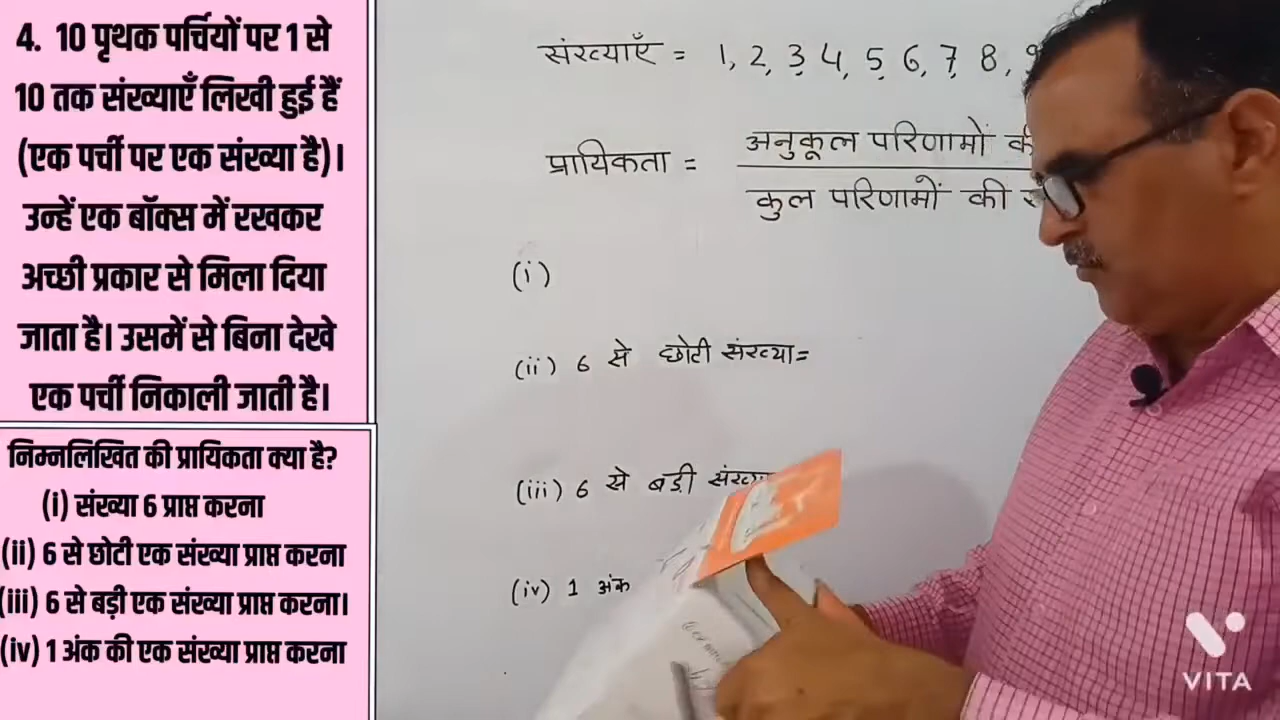 4. 10 पृथक पर्चियों पर 1 से
10 तक संख्याएँ लिखी हुई हैं
(एक पर्ची पर एक संख्या है)।
उन्हें एक बॉक्स में रखकर
अच्छी प्रकार से मिला दिया
जाता है। उसमें से बिना देखे
एक पर्ची निकाली जाती है।
निम्नलिखित की प्रायिकता क्या है?
(i) संख्या 6 प्राप्त करना
(ii) 6 से छोटी एक संख्या प्राप्त करना
(iii) 6 से बड़ी एक संख्या प्राप्त करना।
(iv) 1 अंक की एक संख्या प्राप्त करना
संख्याएँ = 1, 2, 3, 4, 5, 6, 7, 8, 9
प्रायिकता =
अनुकूल परिणामों की
कुल परिणामों की
(i)
(ii) 6 से छोटी संख्या=
(iii) 6 से बड़ी
(iv) 1 अंक
VITA